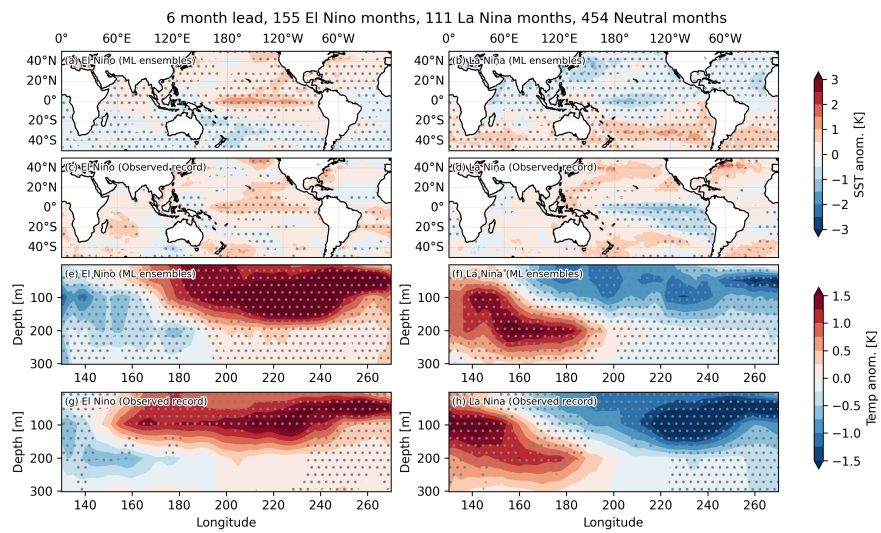 6 month lead, 155 El Nino months, 111 La Nina months, 454 Neutral months
0° 60°E 120°E 180° 120°W 60°W
0° 60°E 120°E 180° 120°W 60°W
(a) El Nino (ML ensembles)
40°N
20°N
0°
20°S
40°S
(b) La Nina (ML ensembles)
40°N
20°N
0°
20°S
40°S
(c) El Nino (Observed record)
40°N
20°N
0°
20°S
40°S
(d) La Nina (Observed record)
40°N
20°N
0°
20°S
40°S
3
2
1
0
−1
−2
−3
SST anom. [K]
(e) El Nino (ML ensembles)
Depth [m]
100
200
300
140 160 180 200 220 240 260
(f) La Nina (ML ensembles)
Depth [m]
100
200
300
140 160 180 200 220 240 260
(g) El Nino (Observed record)
Depth [m]
100
200
300
140 160 180 200 220 240 260
Longitude
(h) La Nina (Observed record)
Depth [m]
100
200
300
140 160 180 200 220 240 260
Longitude
1.5
1.0
0.5
0.0
−0.5
−1.0
−1.5
Temp anom. [K]